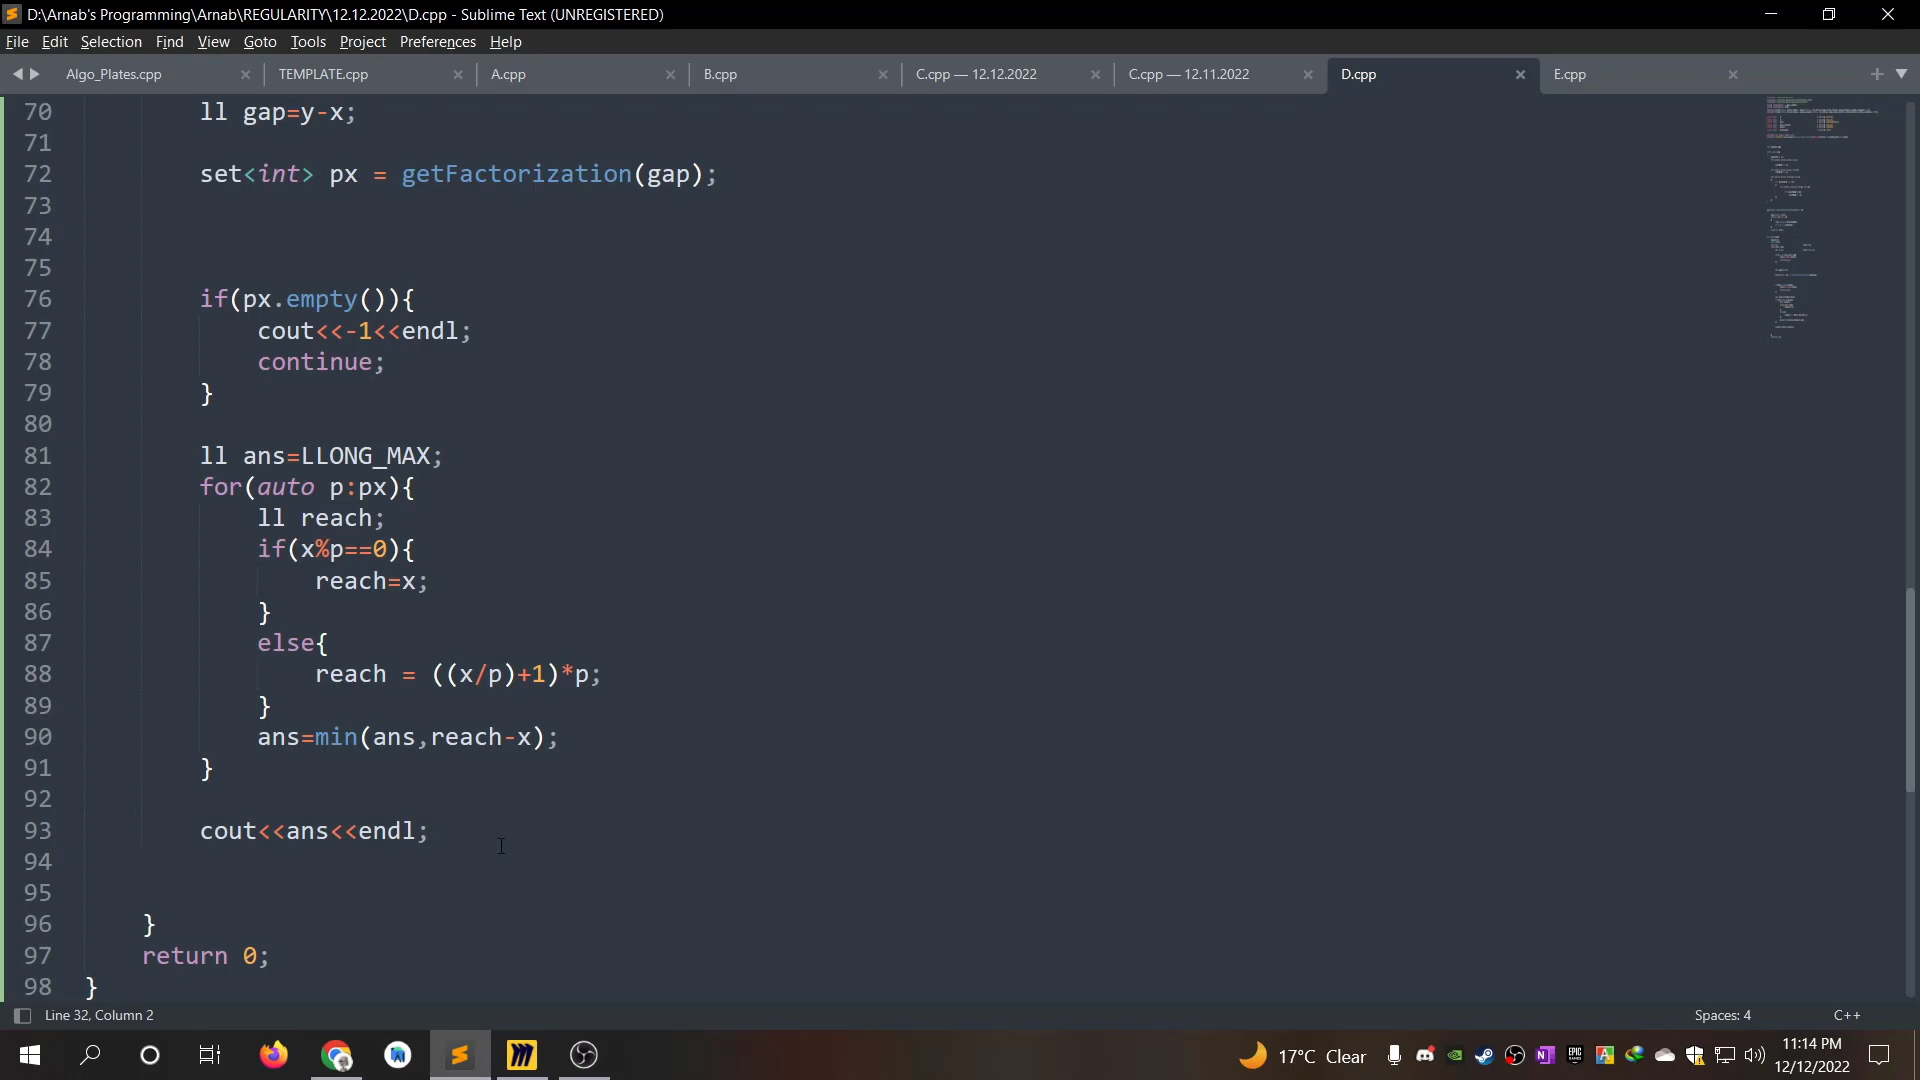 D:\Arnab's Programming\Arnab\REGULARITY\12.12.2022\D.cpp - Sublime Text (UNREGISTERED)
File Edit Selection Find View Goto Tools Project Preferences Help
Algo_Plates.cpp TEMPLATE.cpp A.cpp B.cpp C.cpp — 12.12.2022 C.cpp — 12.11.2022 D.cpp E.cpp
70 ll gap=y-x;
71
72 set<int> px = getFactorization(gap);
73
74
75
76 if(px.empty()){
77 cout<<-1<<endl;
78 continue;
79 }
80
81 ll ans=LLONG_MAX;
82 for(auto p:px){
83 ll reach;
84 if(x%p==0){
85 reach=x;
86 }
87 else{
88 reach = ((x/p)+1)*p;
89 }
90 ans=min(ans,reach-x);
91 }
92
93 cout<<ans<<endl;
94
95
96 }
97 return 0;
98 }
Line 32, Column 2 Spaces: 4 C++
17°C Clear 11:14 PM
12/12/2022